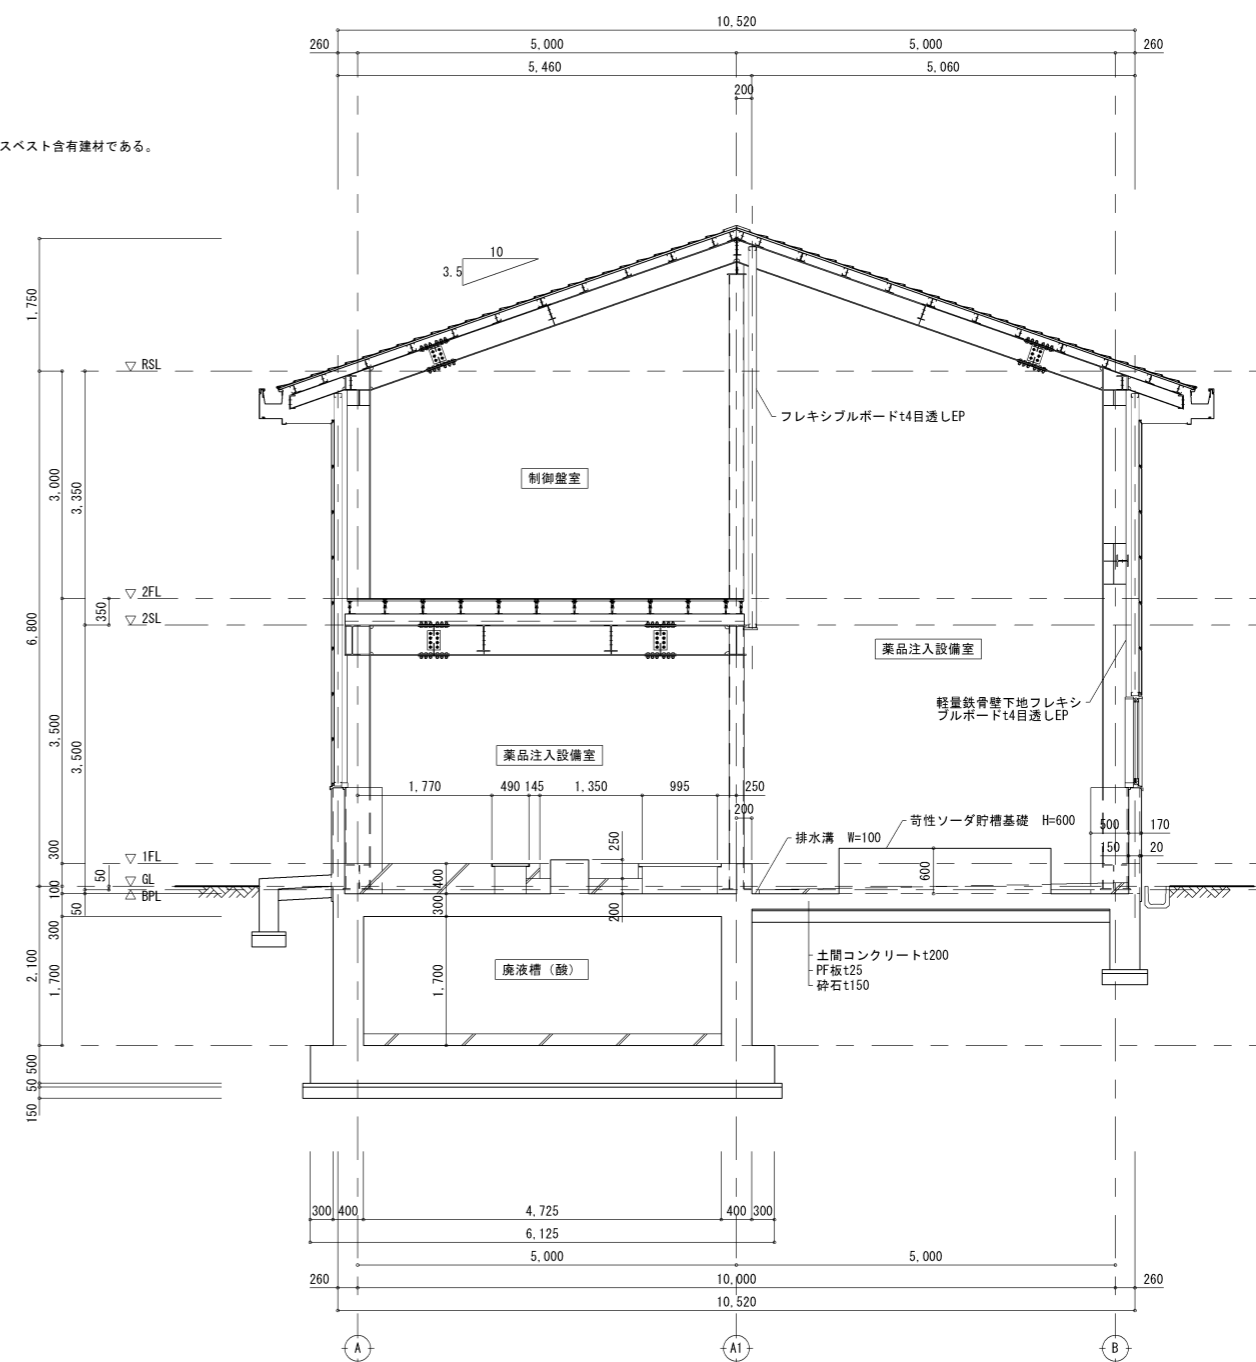 10,520
260
5,000
5,000
260
5,460
5,060
200
スベスト含有建材である。
10
3.5
1,750
RSL
フレキシブルボードt4目透しEP
制御盤室
3,000
3,350
2FL
350
2SL
6,800
薬品注入設備室
軽量鉄骨壁下地フレキシ
ブルボードt4目透しEP
3,500
3,500
薬品注入設備室
1,770
490
145
1,350
995
250
200
苛性ソーダ貯槽基礎 H=600
排水溝 W=100
500
170
150
20
300
1FL
50
GL
100
BPL
50
250
400
300
200
600
300
2,100
1,700
廃液槽(酸)
1,700
土間コンクリートt200
PF板t25
砕石t150
500
50
150
300
400
4,725
400
300
6,125
5,000
5,000
260
10,000
260
10,520
A
A1
B